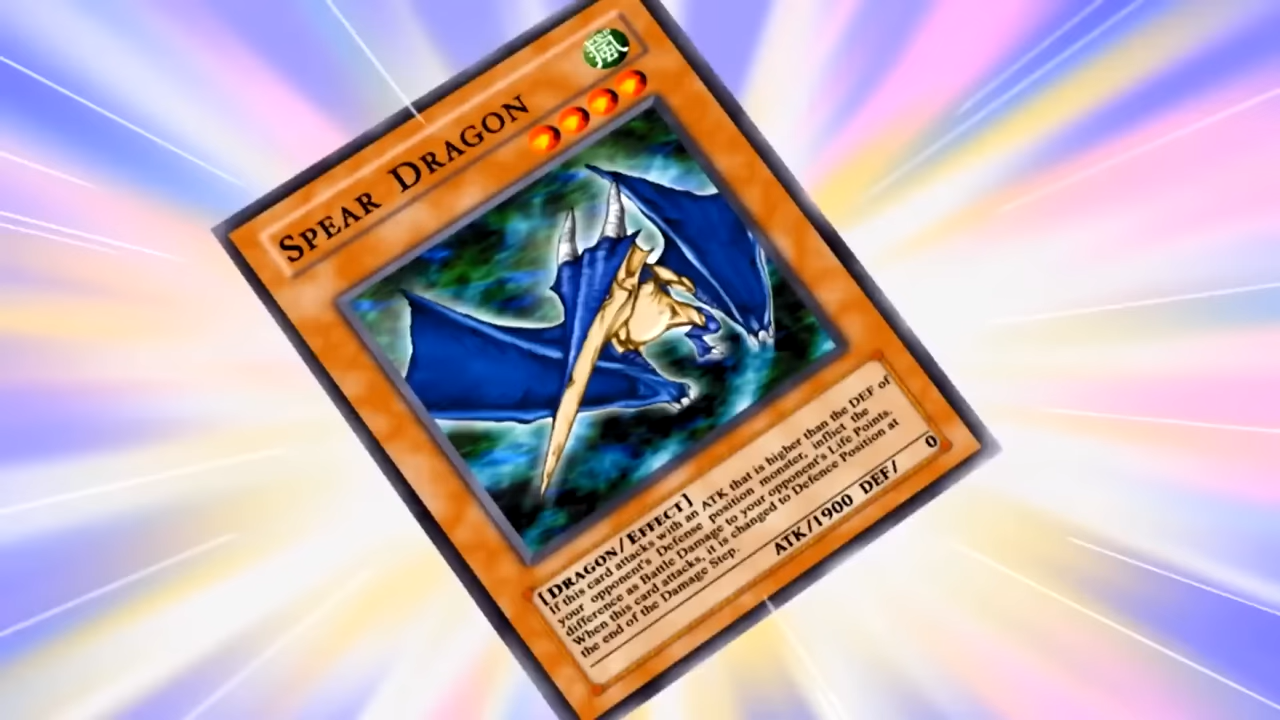 SPEAR DRAGON
風
[DRAGON/EFFECT]
If this card attacks with an ATK that is higher than the DEF of
your opponent's Defense position monster, inflict the
difference as Battle Damage to your opponent's Life Points.
When this card attacks, it is changed to Defence Position at
the end of the Damage Step.
ATK/1900 DEF/ 0